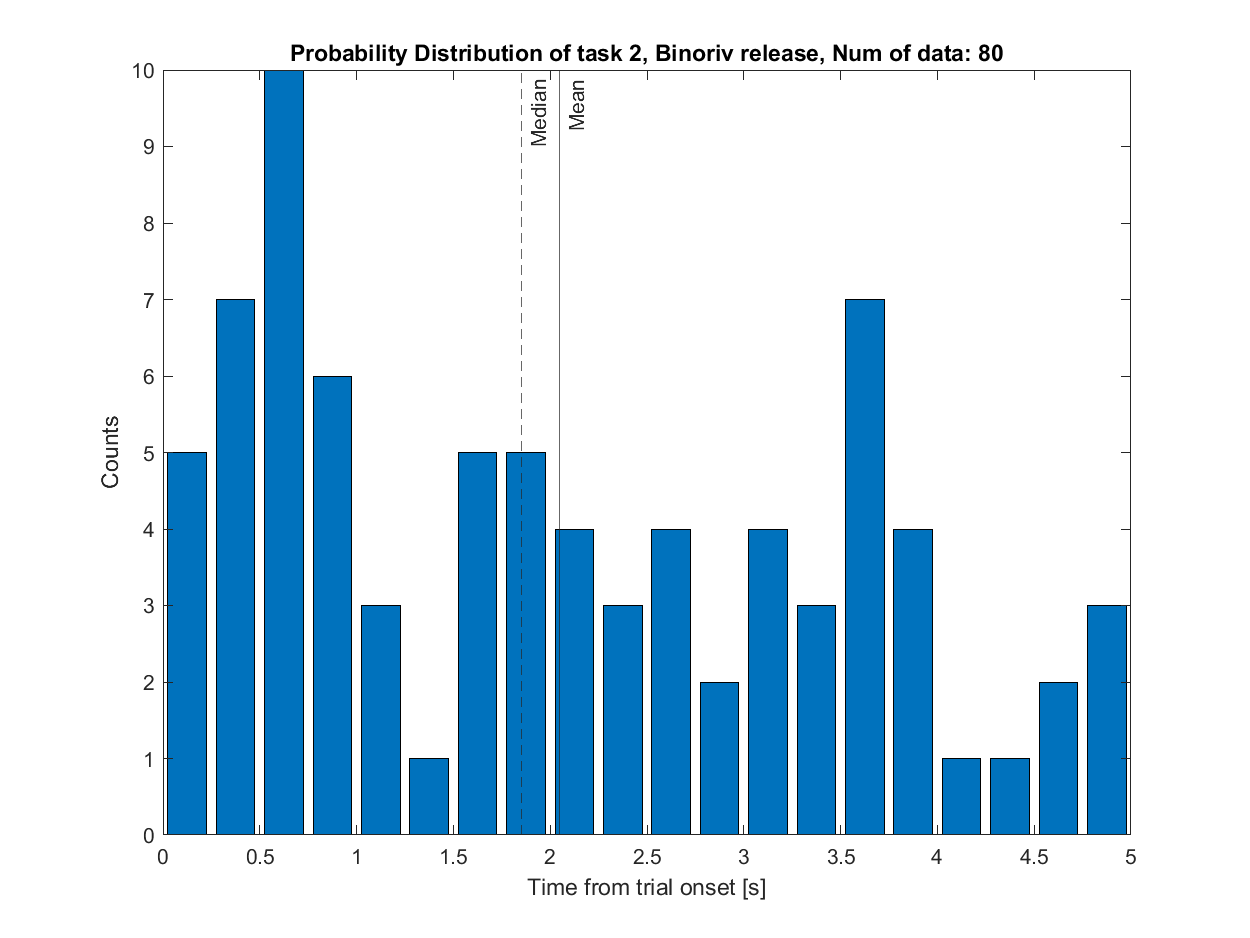 Probability Distribution of task 2, Binoriv release, Num of data: 80
10
9
8
7
6
5
4
3
2
1
0
Counts
Median
Mean
0 0.5 1 1.5 2 2.5 3 3.5 4 4.5 5
Time from trial onset [s]